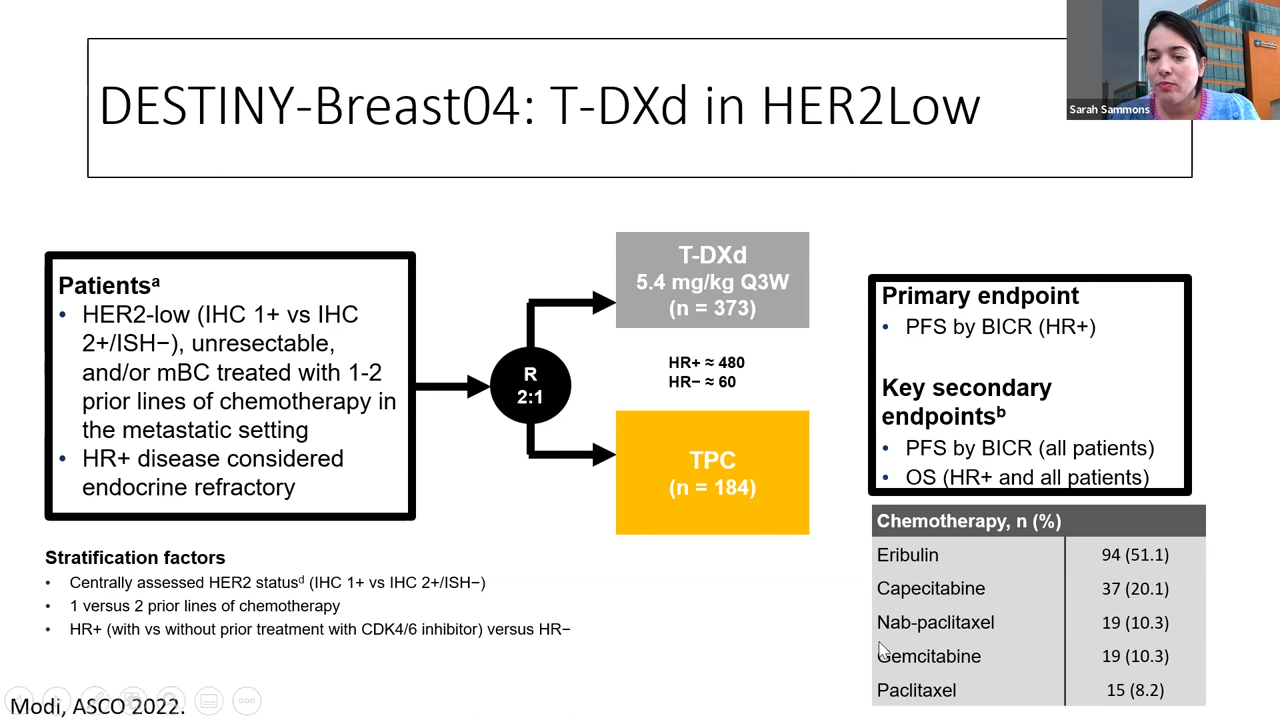 DESTINY-Breast04: T-DXd in HER2Low
Sarah Sammons
Patientsᵃ
• HER2-low (IHC 1+ vs IHC
2+/ISH−), unresectable,
and/or mBC treated with 1-2
prior lines of chemotherapy in
the metastatic setting
• HR+ disease considered
endocrine refractory
R
2:1
T-DXd
5.4 mg/kg Q3W
(n = 373)
HR+ ≈ 480
HR− ≈ 60
TPC
(n = 184)
Primary endpoint
• PFS by BICR (HR+)
Key secondary
endpointsᵇ
• PFS by BICR (all patients)
• OS (HR+ and all patients)
Chemotherapy, n (%)
Eribulin 94 (51.1)
Capecitabine 37 (20.1)
Nab-paclitaxel 19 (10.3)
Gemcitabine 19 (10.3)
Paclitaxel 15 (8.2)
Stratification factors
• Centrally assessed HER2 statusᵈ (IHC 1+ vs IHC 2+/ISH−)
• 1 versus 2 prior lines of chemotherapy
• HR+ (with vs without prior treatment with CDK4/6 inhibitor) versus HR−
Modi, ASCO 2022.